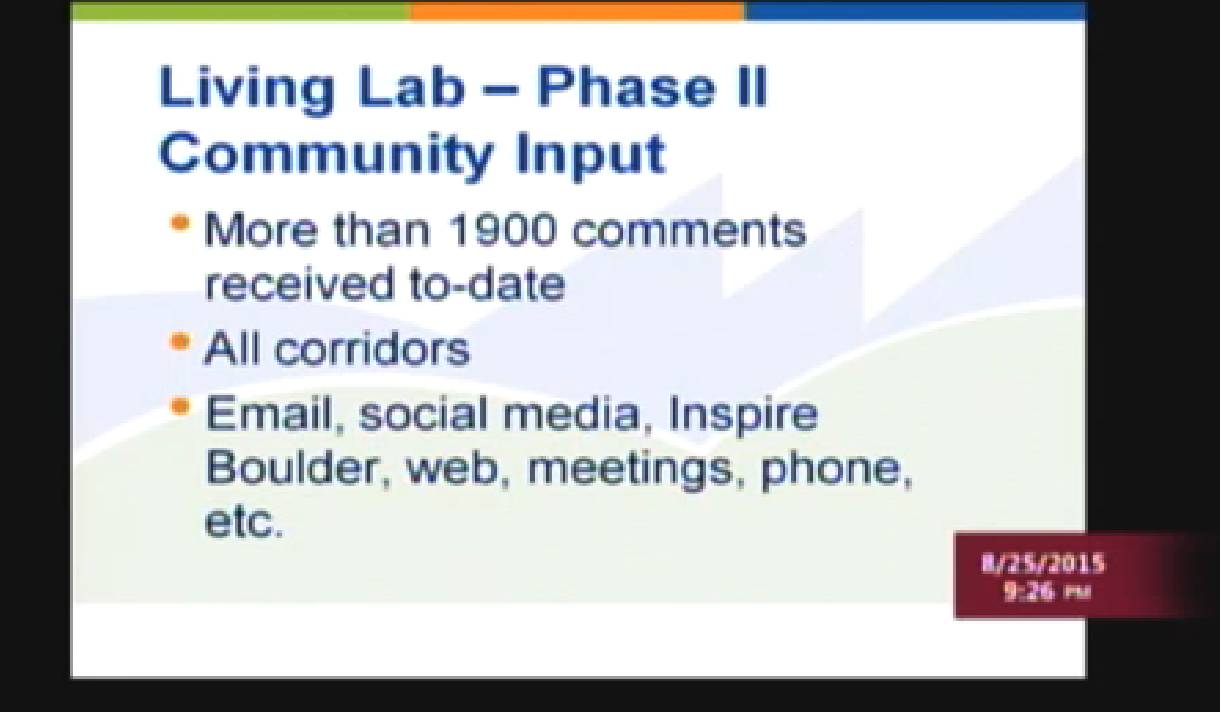 Living Lab – Phase II
Community Input
• More than 1900 comments
received to-date
• All corridors
• Email, social media, Inspire
Boulder, web, meetings, phone,
etc.
8/25/2015
9:26 PM